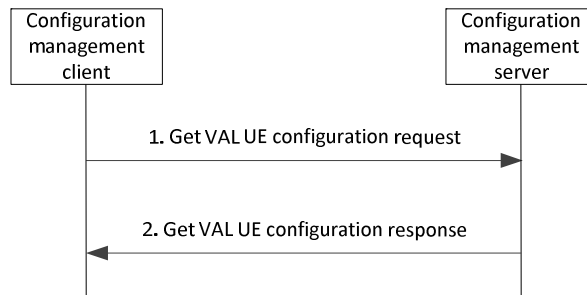 Configuration
management
client
Configuration
management
server
1. Get VAL UE configuration request
2. Get VAL UE configuration response